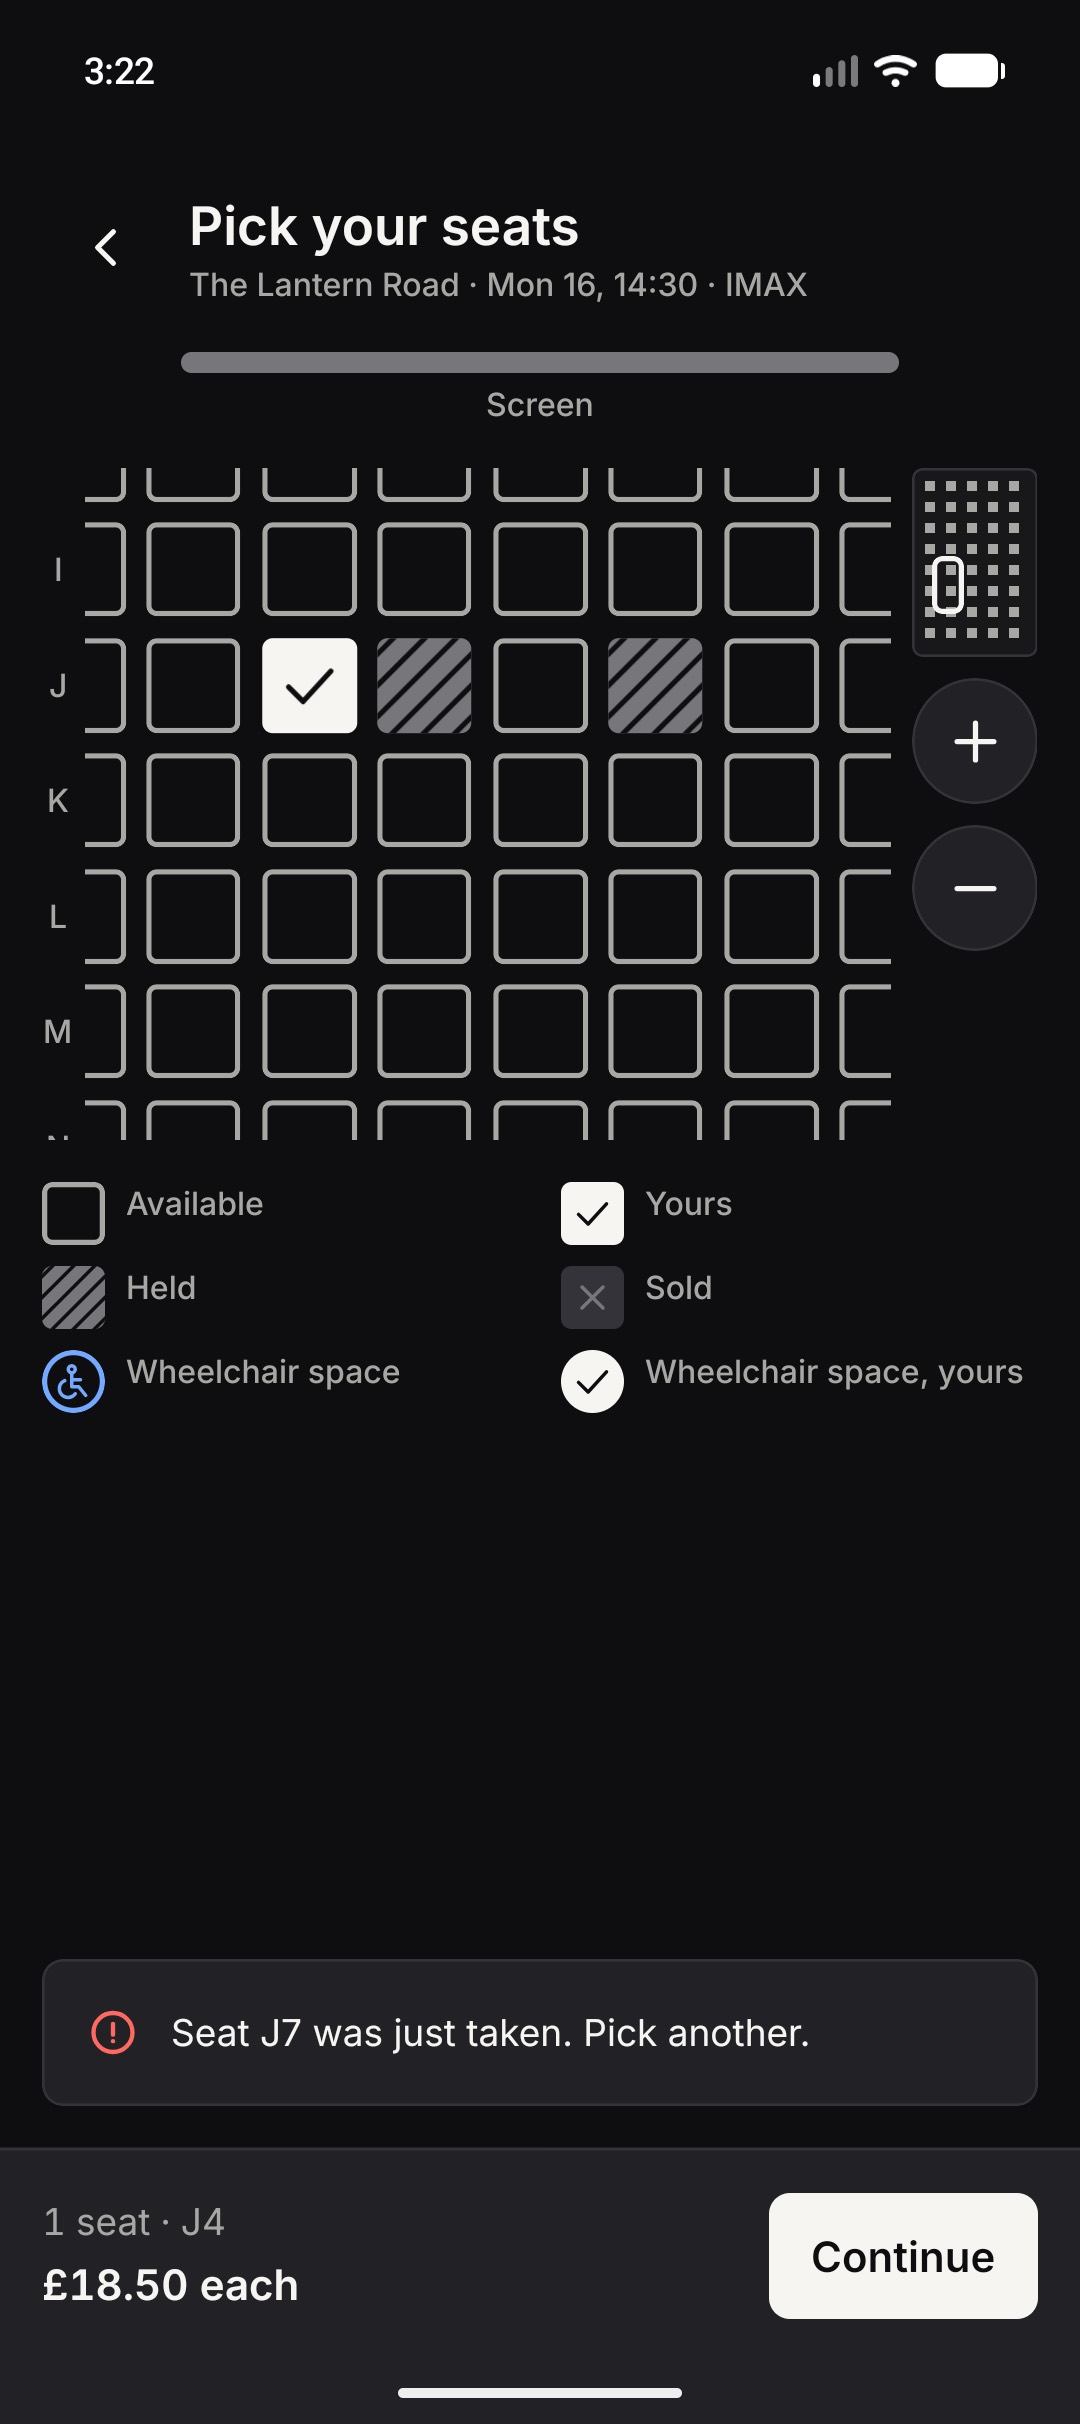 3:22
Pick your seats
The Lantern Road · Mon 16, 14:30 · IMAX
Screen
I
J
K
L
M
Available
Yours
Held
Sold
Wheelchair space
Wheelchair space, yours
Seat J7 was just taken. Pick another.
1 seat · J4
£18.50 each
Continue